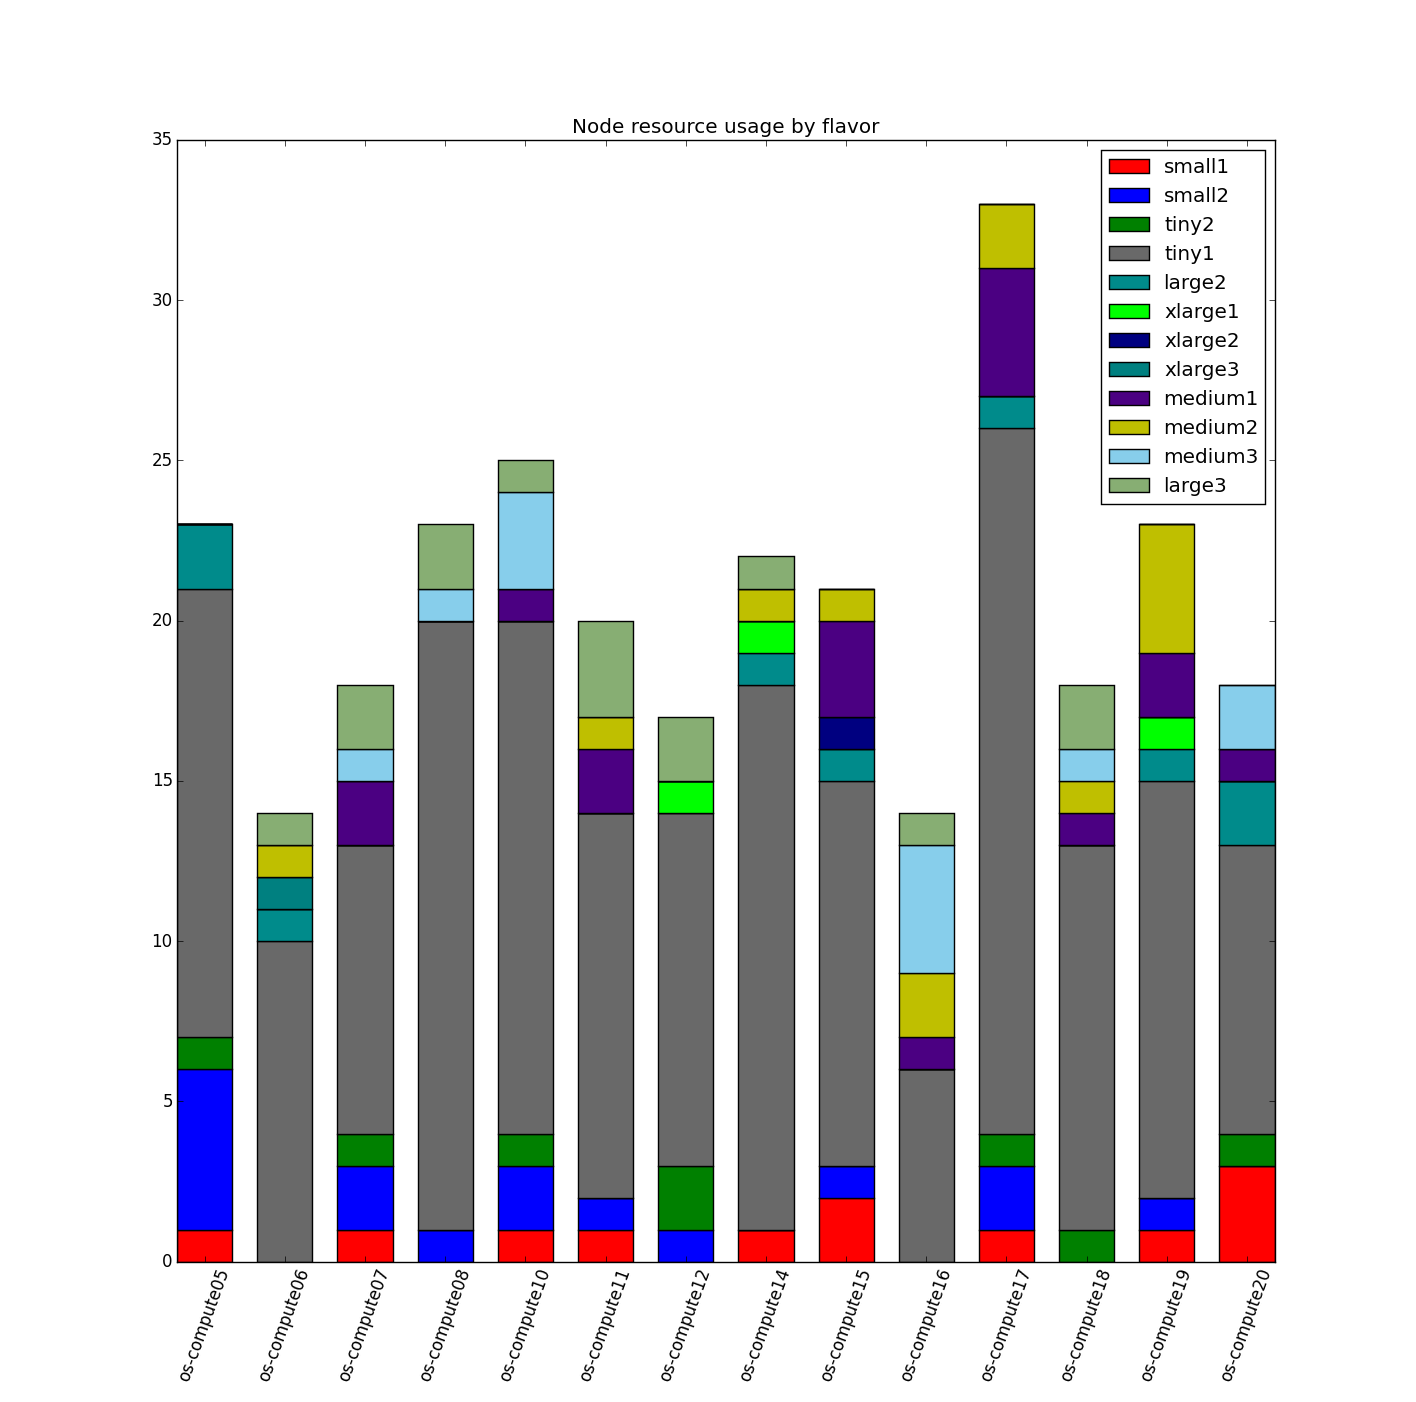 Node resource usage by flavor
35
30
25
20
15
10
5
0
small1
small2
tiny2
tiny1
large2
xlarge1
xlarge2
xlarge3
medium1
medium2
medium3
large3
os-compute05
os-compute06
os-compute07
os-compute08
os-compute10
os-compute11
os-compute12
os-compute14
os-compute15
os-compute16
os-compute17
os-compute18
os-compute19
os-compute20